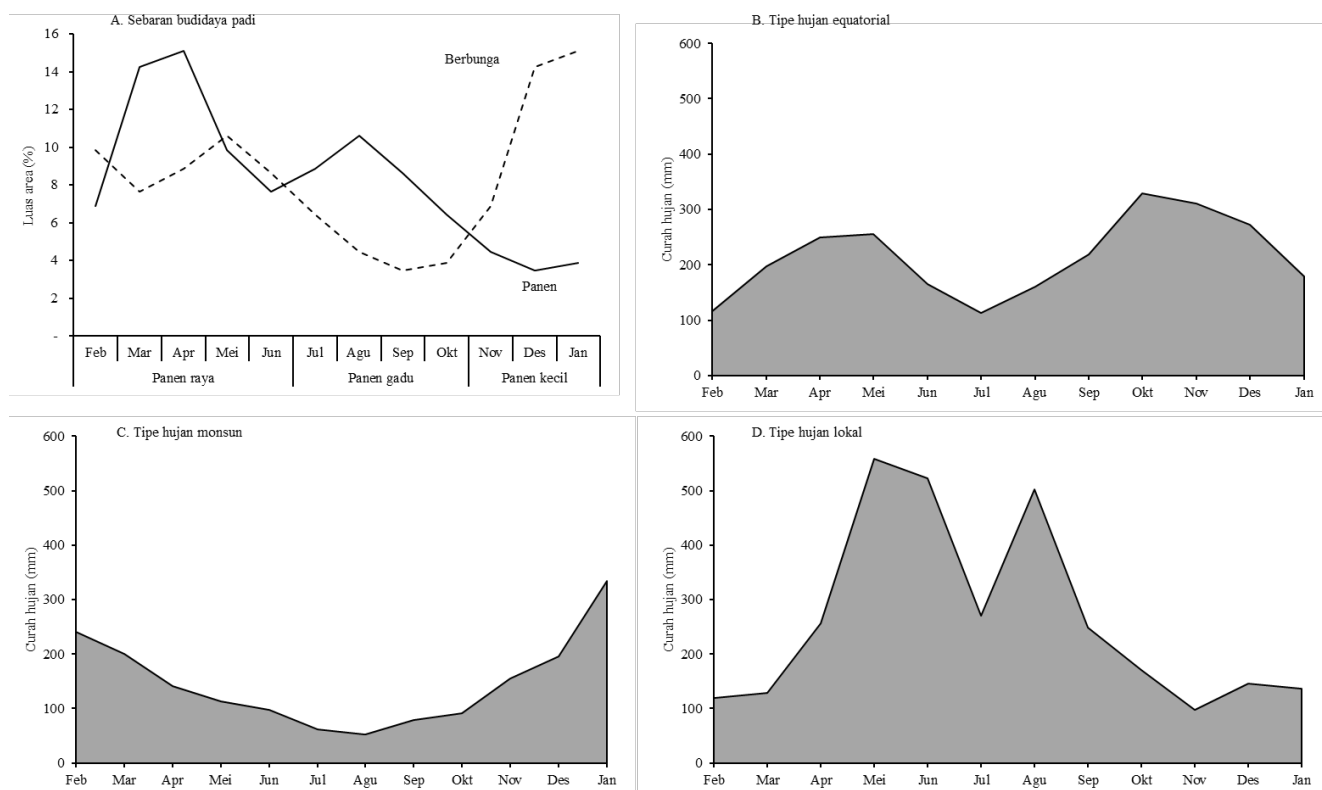 A. Sebaran budidaya padi
16
14
12
10
8
6
4
2
-
Luas area (%)
Berbunga
Panen
Feb Mar Apr Mei Jun Jul Agu Sep Okt Nov Des Jan
Panen raya Panen gadu Panen kecil
B. Tipe hujan equatorial
600
500
400
300
200
100
0
Curah hujan (mm)
Feb Mar Apr Mei Jun Jul Agu Sep Okt Nov Des Jan
C. Tipe hujan monsun
600
500
400
300
200
100
0
Curah hujan (mm)
Feb Mar Apr Mei Jun Jul Agu Sep Okt Nov Des Jan
D. Tipe hujan lokal
600
500
400
300
200
100
0
Curah hujan (mm)
Feb Mar Apr Mei Jun Jul Agu Sep Okt Nov Des Jan